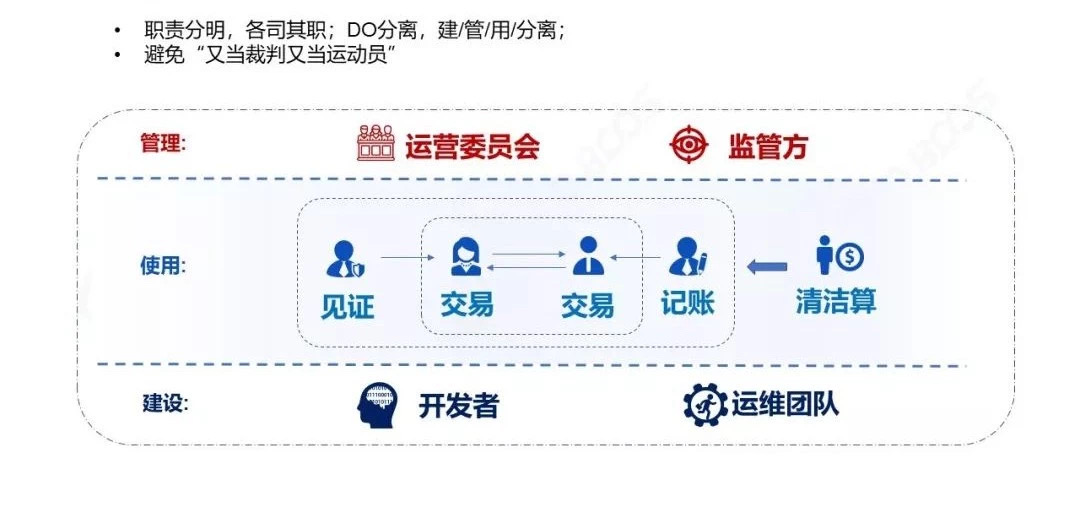 • 职责分明，各司其职；DO分离，建/管/用/分离；
• 避免“又当裁判又当运动员”
管理: 运营委员会 监管方
使用: 见证 交易 交易 记账 清洁算
建设: 开发者 运维团队